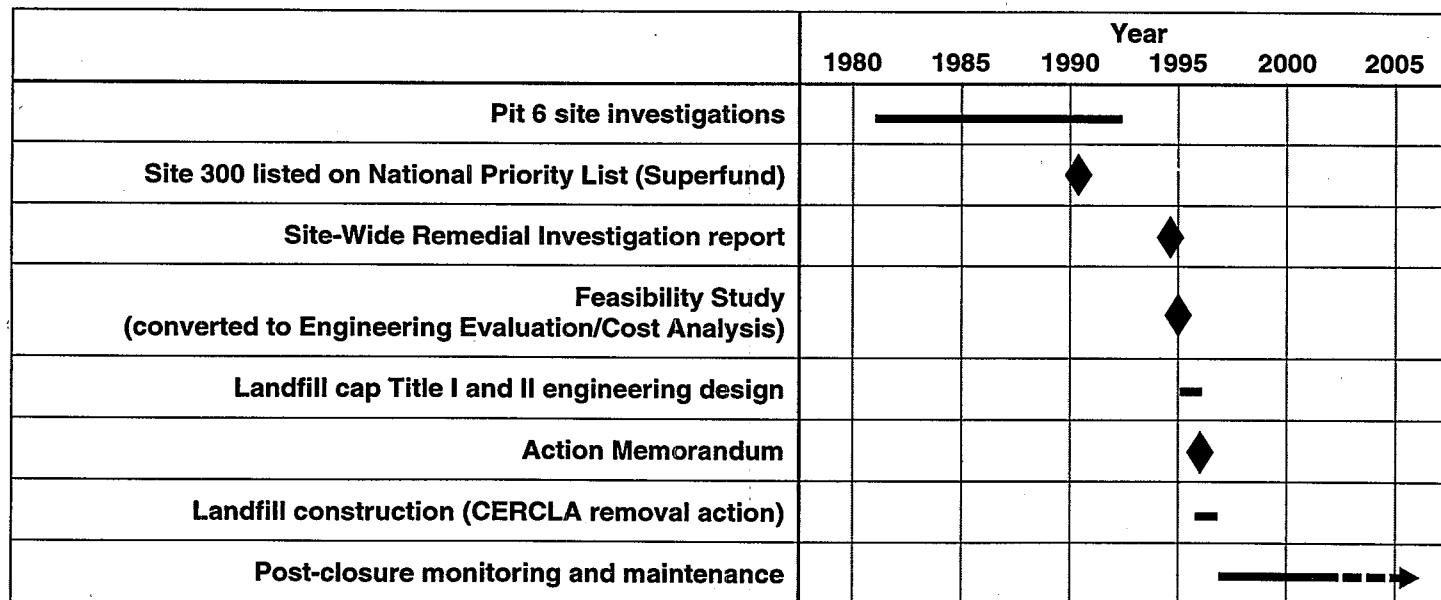 Year
1980 1985 1990 1995 2000 2005
Pit 6 site investigations
Site 300 listed on National Priority List (Superfund)
Site-Wide Remedial Investigation report
Feasibility Study
(converted to Engineering Evaluation/Cost Analysis)
Landfill cap Title I and II engineering design
Action Memorandum
Landfill construction (CERCLA removal action)
Post-closure monitoring and maintenance